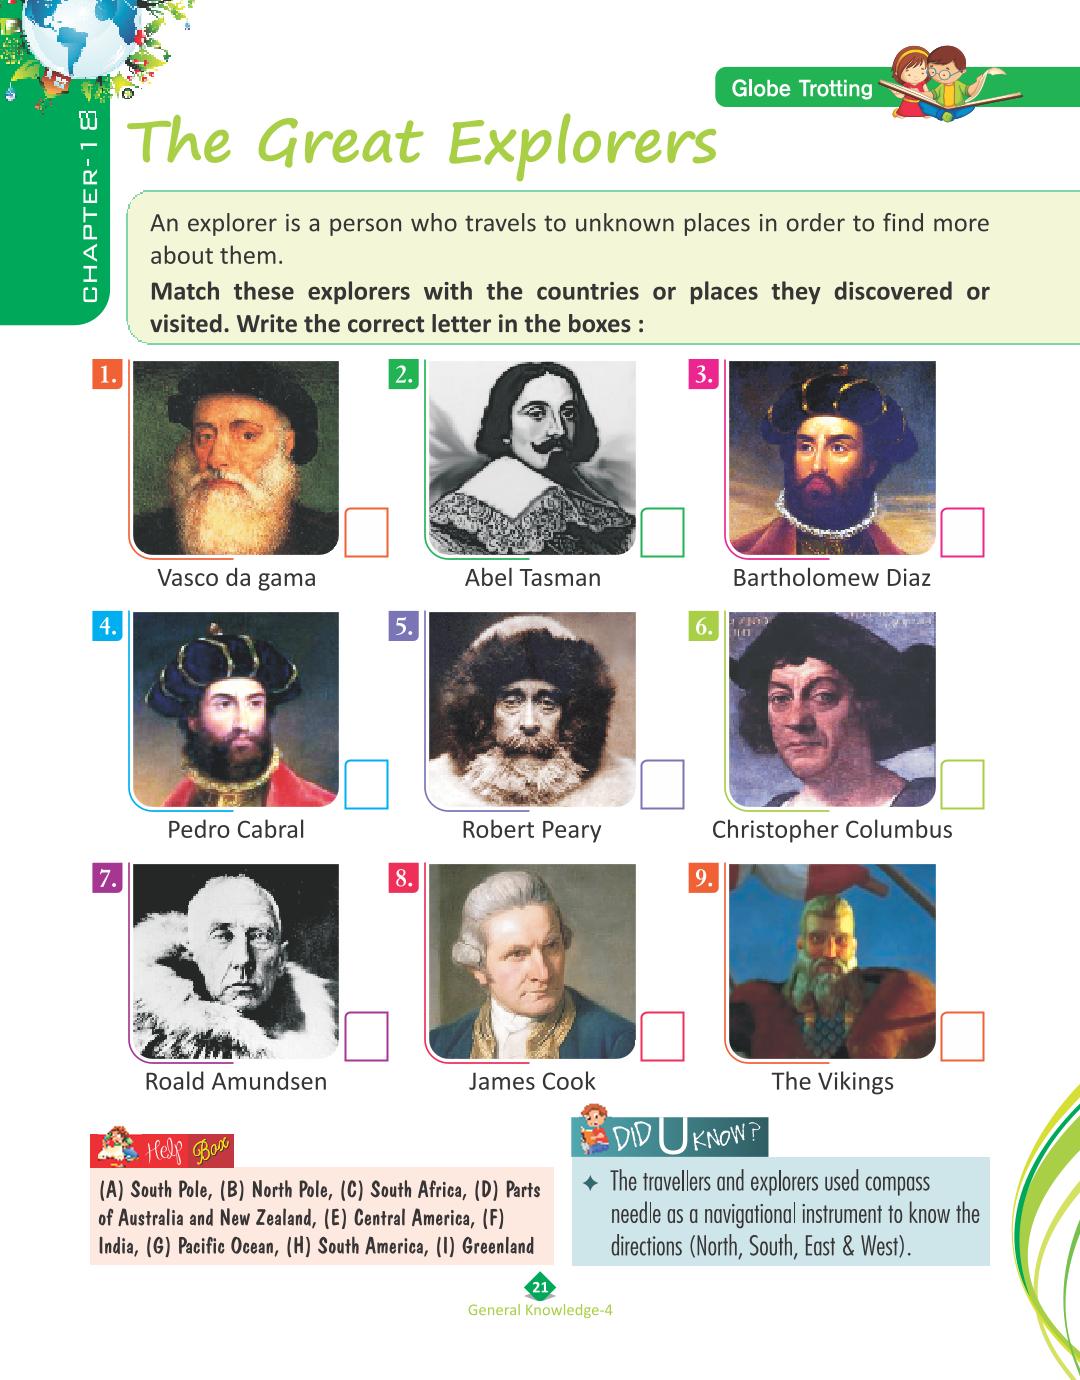 Globe Trotting
CHAPTER-18
The Great Explorers
An explorer is a person who travels to unknown places in order to find more
about them.
Match these explorers with the countries or places they discovered or
visited. Write the correct letter in the boxes :
1.
2.
3.
Vasco da gama
Abel Tasman
Bartholomew Diaz
4.
5.
6.
Pedro Cabral
Robert Peary
Christopher Columbus
7.
8.
9.
Roald Amundsen
James Cook
The Vikings
Help Box
(A) South Pole, (B) North Pole, (C) South Africa, (D) Parts
of Australia and New Zealand, (E) Central America, (F)
India, (G) Pacific Ocean, (H) South America, (I) Greenland
DID U KNOW?
✦ The travellers and explorers used compass
needle as a navigational instrument to know the
directions (North, South, East & West).
21
General Knowledge-4